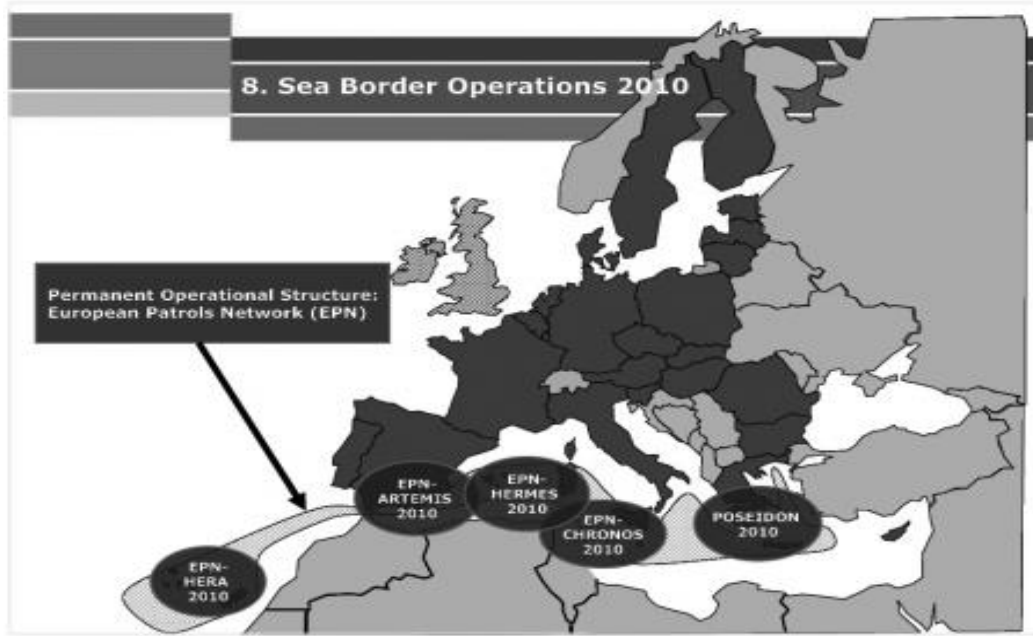 8. Sea Border Operations 2010
Permanent Operational Structure:
European Patrols Network (EPN)
EPN-
ARTEMIS
2010
EPN-
HERMES
2010
EPN-
CHRONOS
2010
POSEIDON
2010
EPN-
HERA
2010